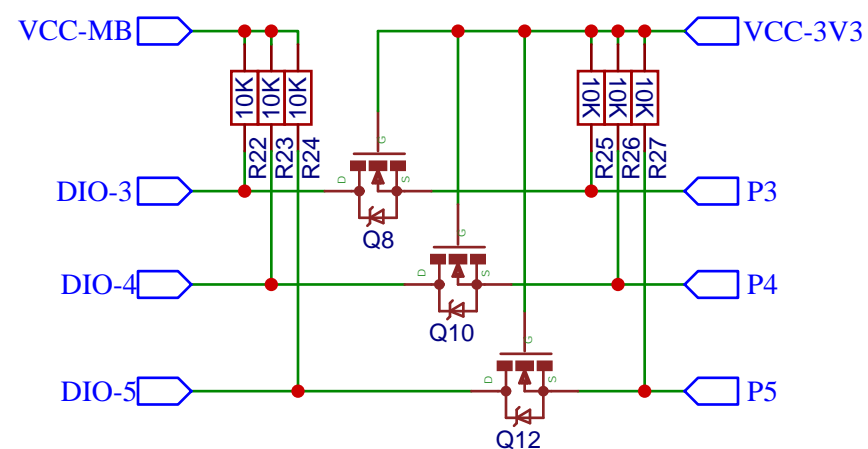 VCC-MB
VCC-3V3
10K 10K 10K
10K 10K 10K
R22 R23 R24
R25 R26 R27
G
DIO-3
D
S
P3
Q8
G
DIO-4
D
S
P4
Q10
G
DIO-5
D
S
P5
Q12